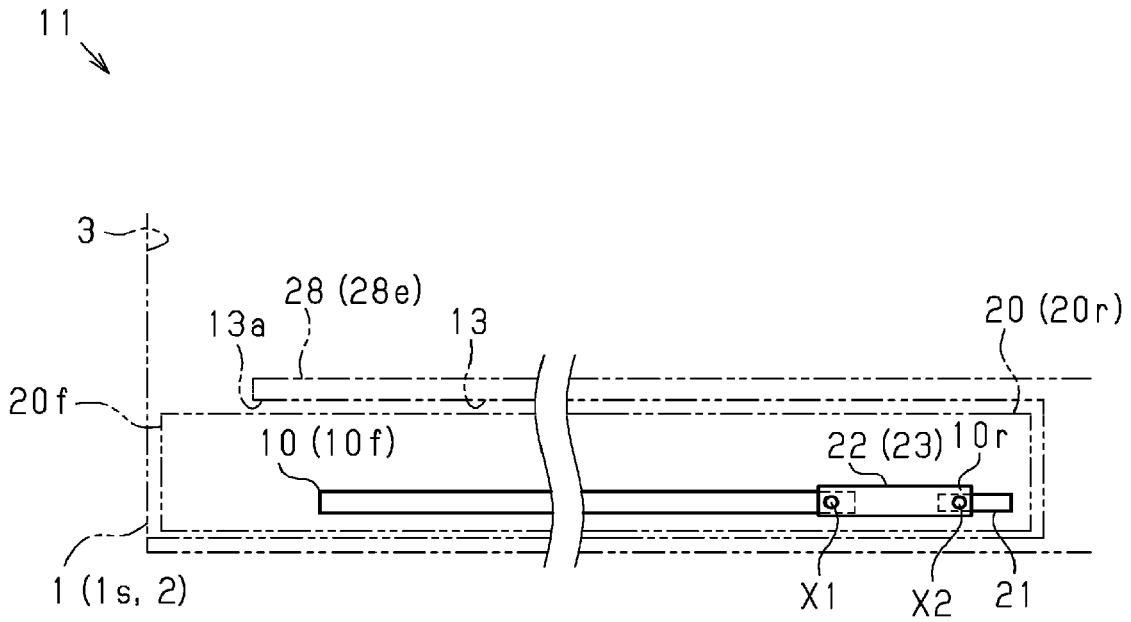 11
3
28 (28e)
13a
13
20 (20r)
20f
10 (10f)
22 (23)
10r
1 (1s, 2)
X1
X2
21